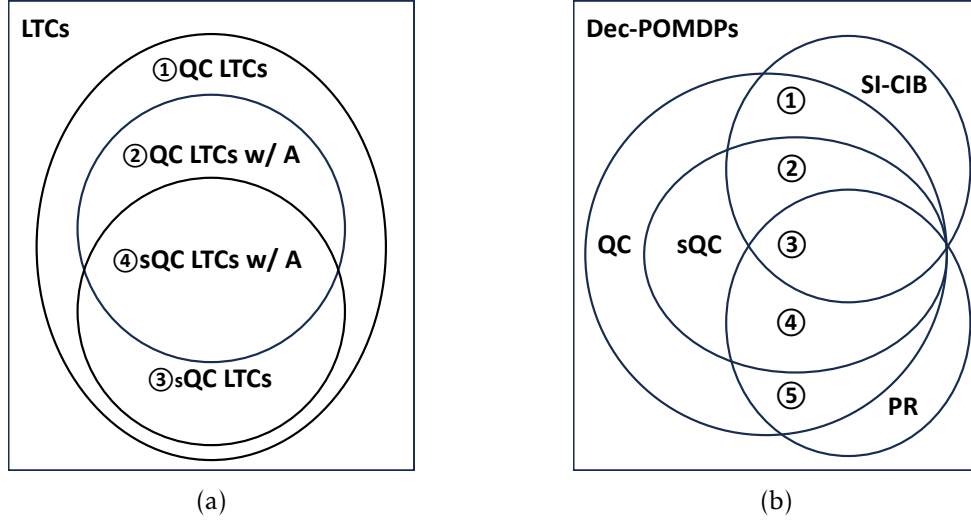 LTCs
①QC LTCs
②QC LTCs w/ A
④sQC LTCs w/ A
③sQC LTCs
(a)
Dec-POMDPs
SI-CIB
①
②
QC
sQC
③
④
⑤
PR
(b)